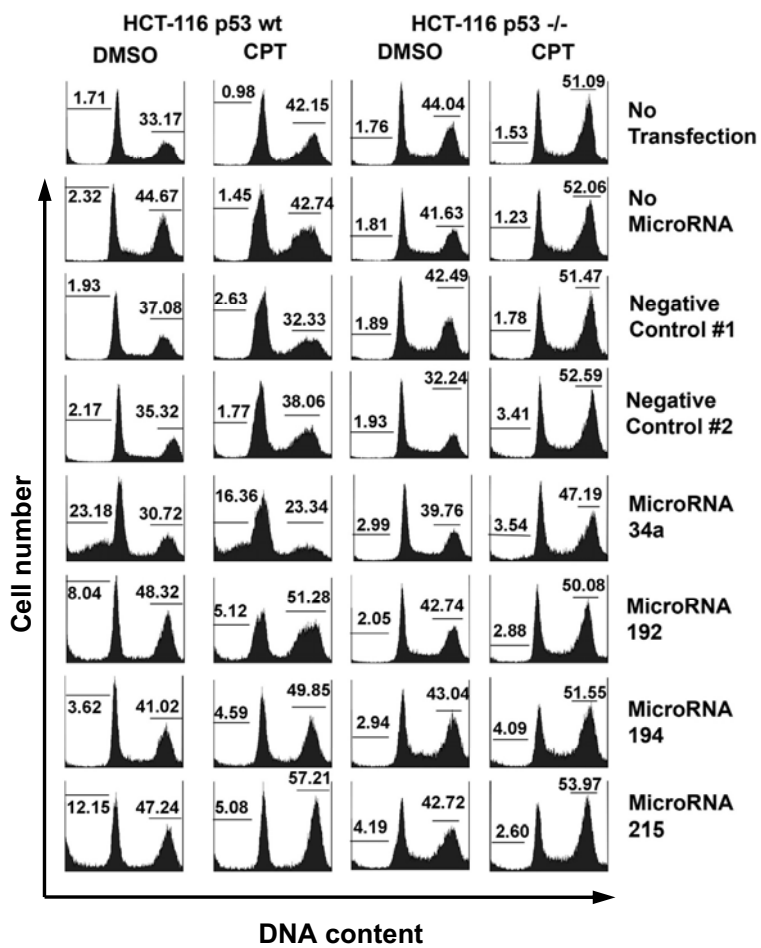 HCT-116 p53 wt HCT-116 p53 -/-
DMSO CPT DMSO CPT
1.71 33.17 0.98 42.15 1.76 44.04 1.53 51.09 No
Transfection
2.32 44.67 1.45 42.74 1.81 41.63 1.23 52.06 No
MicroRNA
1.93 37.08 2.63 32.33 1.89 42.49 1.78 51.47 Negative
Control #1
2.17 35.32 1.77 38.06 1.93 32.24 3.41 52.59 Negative
Control #2
23.18 30.72 16.36 23.34 2.99 39.76 3.54 47.19 MicroRNA
34a
8.04 48.32 5.12 51.28 2.05 42.74 2.88 50.08 MicroRNA
192
3.62 41.02 4.59 49.85 2.94 43.04 4.09 51.55 MicroRNA
194
12.15 47.24 5.08 57.21 4.19 42.72 2.60 53.97 MicroRNA
215
Cell number
DNA content